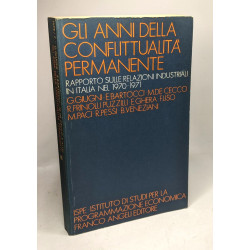 GLI ANNI DELLA
CONFLITTUALITÀ
PERMANENTE
RAPPORTO SULLE RELAZIONI INDUSTRIALI
IN ITALIA NEL 1970-1971
G.GIUGNI E.BARTOCCI M.DE CECCO
R.FRINOLLI PUZZILLI E.GHERA F.LISO
M.PACI R.PESSI B.VENEZIANI
ISPE ISTITUTO DI STUDI PER LA
PROGRAMMAZIONE ECONOMICA
FRANCO ANGELI EDITORE